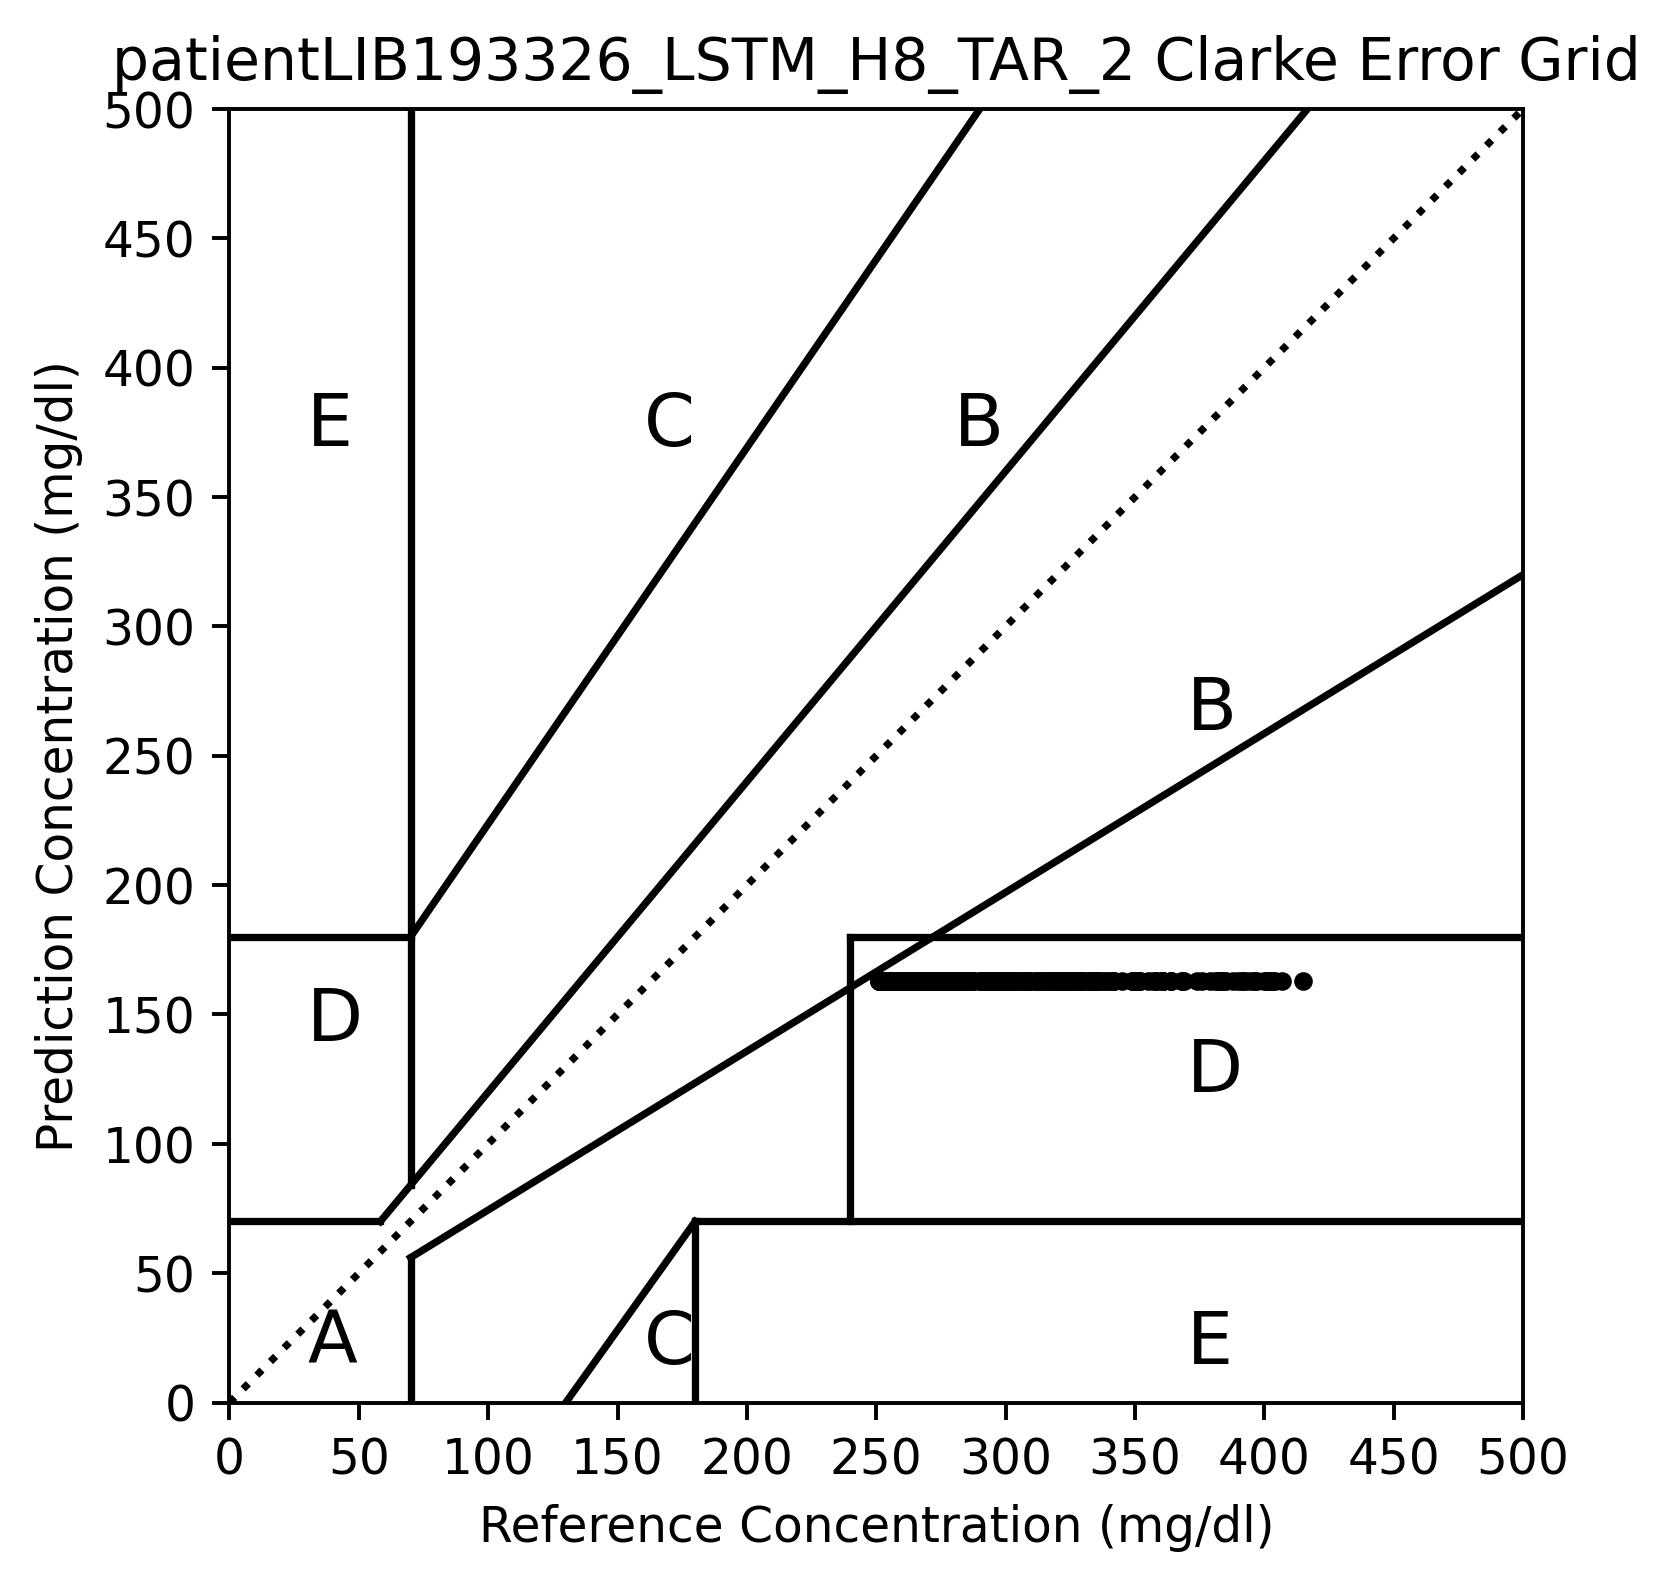 patientLIB193326_LSTM_H8_TAR_2 Clarke Error Grid
500
450
400
350
300
250
200
150
100
50
0
Prediction Concentration (mg/dl)
E
C
B
B
D
D
A
C
E
0 50 100 150 200 250 300 350 400 450 500
Reference Concentration (mg/dl)